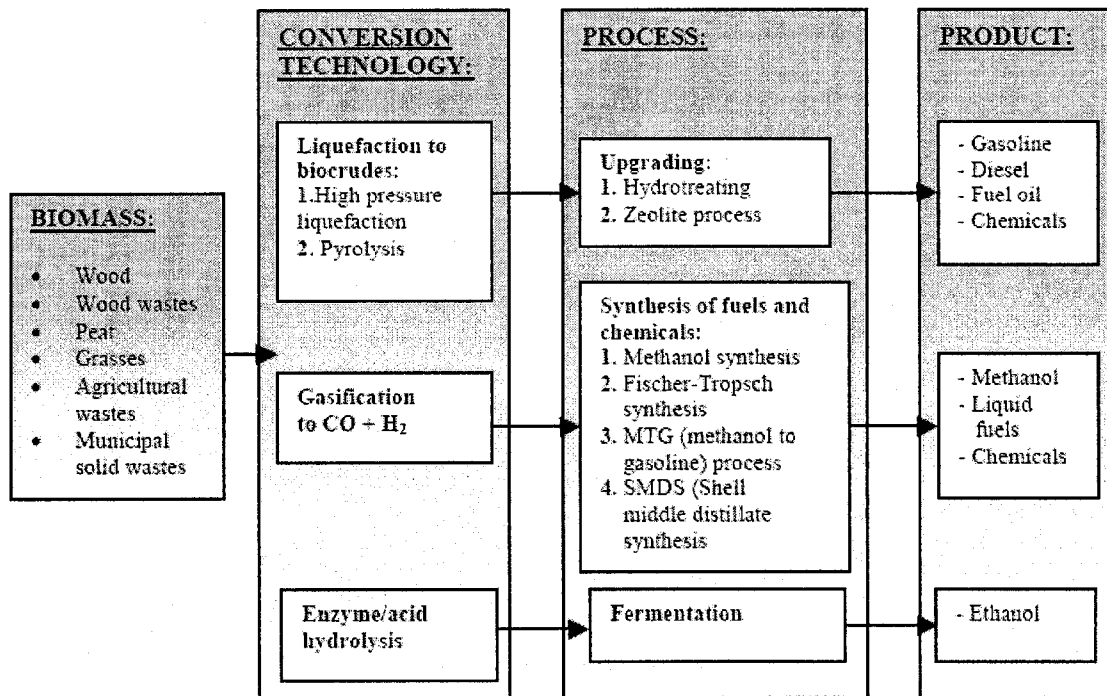 BIOMASS:
• Wood
• Wood wastes
• Peat
• Grasses
• Agricultural
wastes
• Municipal
solid wastes
CONVERSION
TECHNOLOGY:
Liquefaction to
biocrudes:
1.High pressure
liquefaction
2. Pyrolysis
Gasification
to CO + H₂
Enzyme/acid
hydrolysis
PROCESS:
Upgrading:
1. Hydrotreating
2. Zeolite process
Synthesis of fuels and
chemicals:
1. Methanol synthesis
2. Fischer-Tropsch
synthesis
3. MTG (methanol to
gasoline) process
4. SMDS (Shell
middle distillate
synthesis
Fermentation
PRODUCT:
- Gasoline
- Diesel
- Fuel oil
- Chemicals
- Methanol
- Liquid
fuels
- Chemicals
- Ethanol